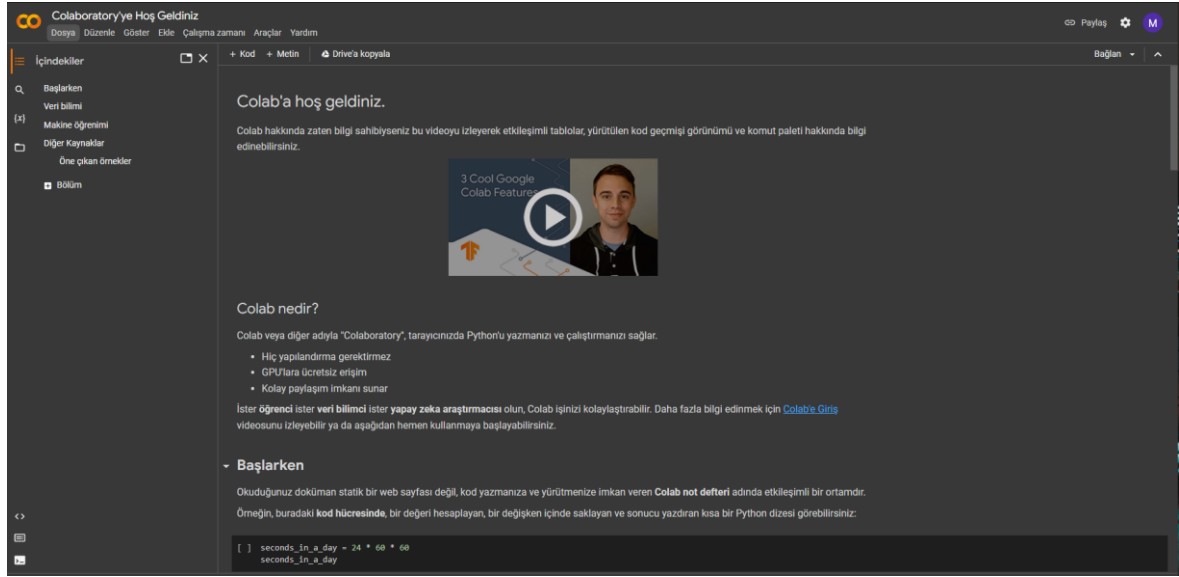 Colaboratory'ye Hoş Geldiniz
Dosya Düzenle Göster Ekle Çalışma zamanı Araçlar Yardım
Paylaş
M
İçindekiler
Başlarken
Veri bilimi
Makine öğrenimi
Diğer Kaynaklar
Öne çıkan örnekler
Bölüm
{x}
+ Kod + Metin Drive'a kopyala
Bağlan
Colab'a hoş geldiniz.
Colab hakkında zaten bilgi sahibiyseniz bu videoyu izleyerek etkileşimli tablolar, yürütülen kod geçmişi görünümü ve komut paleti hakkında bilgi
edinebilirsiniz.
3 Cool Google
Colab Features
Colab nedir?
Colab veya diğer adıyla "Colaboratory", tarayıcınızda Python'u yazmanızı ve çalıştırmanızı sağlar.
• Hiç yapılandırma gerektirmez
• GPU'lara ücretsiz erişim
• Kolay paylaşım imkanı sunar
İster öğrenci ister veri bilimci ister yapay zeka araştırmacısı olun, Colab işinizi kolaylaştırabilir. Daha fazla bilgi edinmek için Colab'e Giriş
videosunu izleyebilir ya da aşağıdan hemen kullanmaya başlayabilirsiniz.
Başlarken
Okuduğunuz doküman statik bir web sayfası değil, kod yazmanıza ve yürütmenize imkan veren Colab not defteri adında etkileşimli bir ortamdır.
Örneğin, buradaki kod hücresinde, bir değeri hesaplayan, bir değişken içinde saklayan ve sonucu yazdıran kısa bir Python dizesi görebilirsiniz:
[ ] seconds_in_a_day = 24 * 60 * 60
seconds_in_a_day